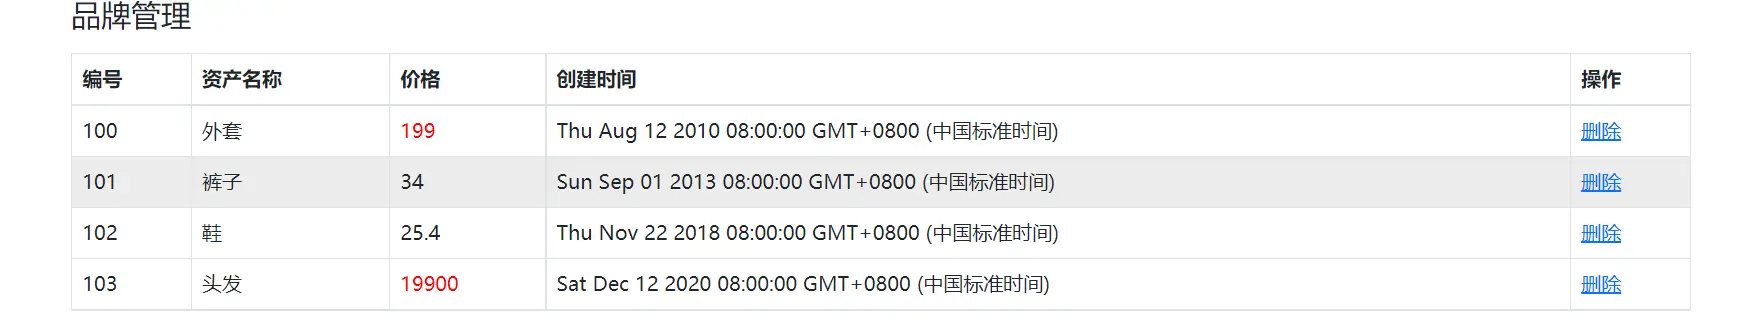 品牌管理
编号 资产名称 价格 创建时间 操作
100 外套 199 Thu Aug 12 2010 08:00:00 GMT+0800 (中国标准时间) 删除
101 裤子 34 Sun Sep 01 2013 08:00:00 GMT+0800 (中国标准时间) 删除
102 鞋 25.4 Thu Nov 22 2018 08:00:00 GMT+0800 (中国标准时间) 删除
103 头发 19900 Sat Dec 12 2020 08:00:00 GMT+0800 (中国标准时间) 删除